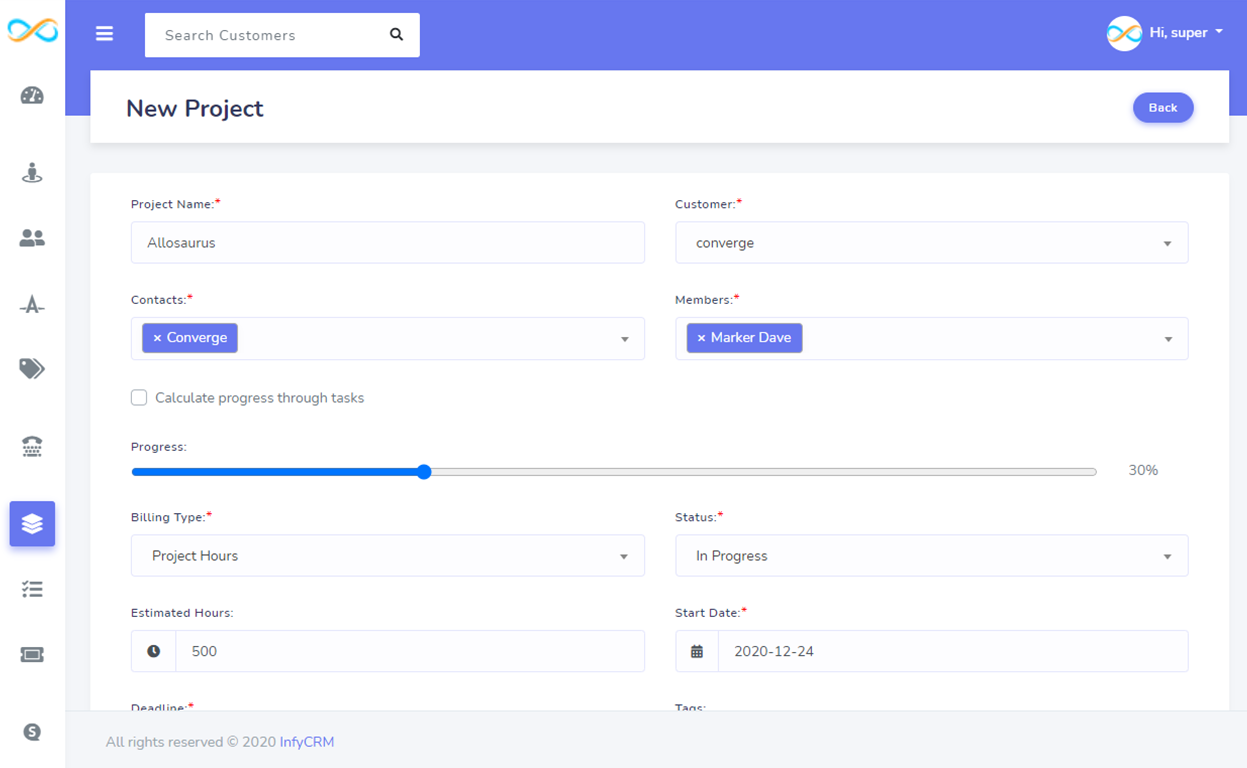 Search Customers
Hi, super
New Project
Back
Project Name:*
Customer:*
Allosaurus
converge
Contacts:*
Members:*
× Converge
× Marker Dave
Calculate progress through tasks
Progress:
30%
Billing Type:*
Status:*
Project Hours
In Progress
Estimated Hours:
Start Date:*
500
2020-12-24
Deadline:*
Tags:
S
All rights reserved © 2020 InfyCRM